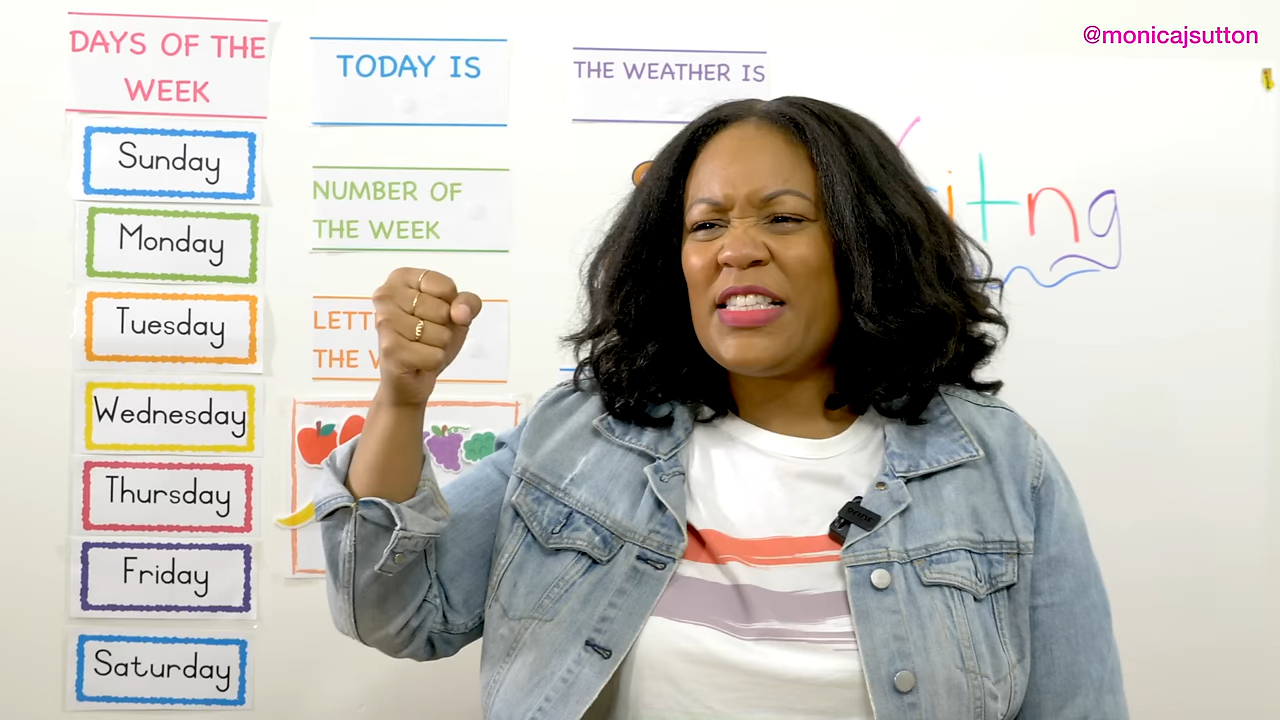 @monicajsutton
DAYS OF THE
WEEK
Sunday
Monday
Tuesday
Wednesday
Thursday
Friday
Saturday
TODAY IS
NUMBER OF
THE WEEK
THE WEATHER IS